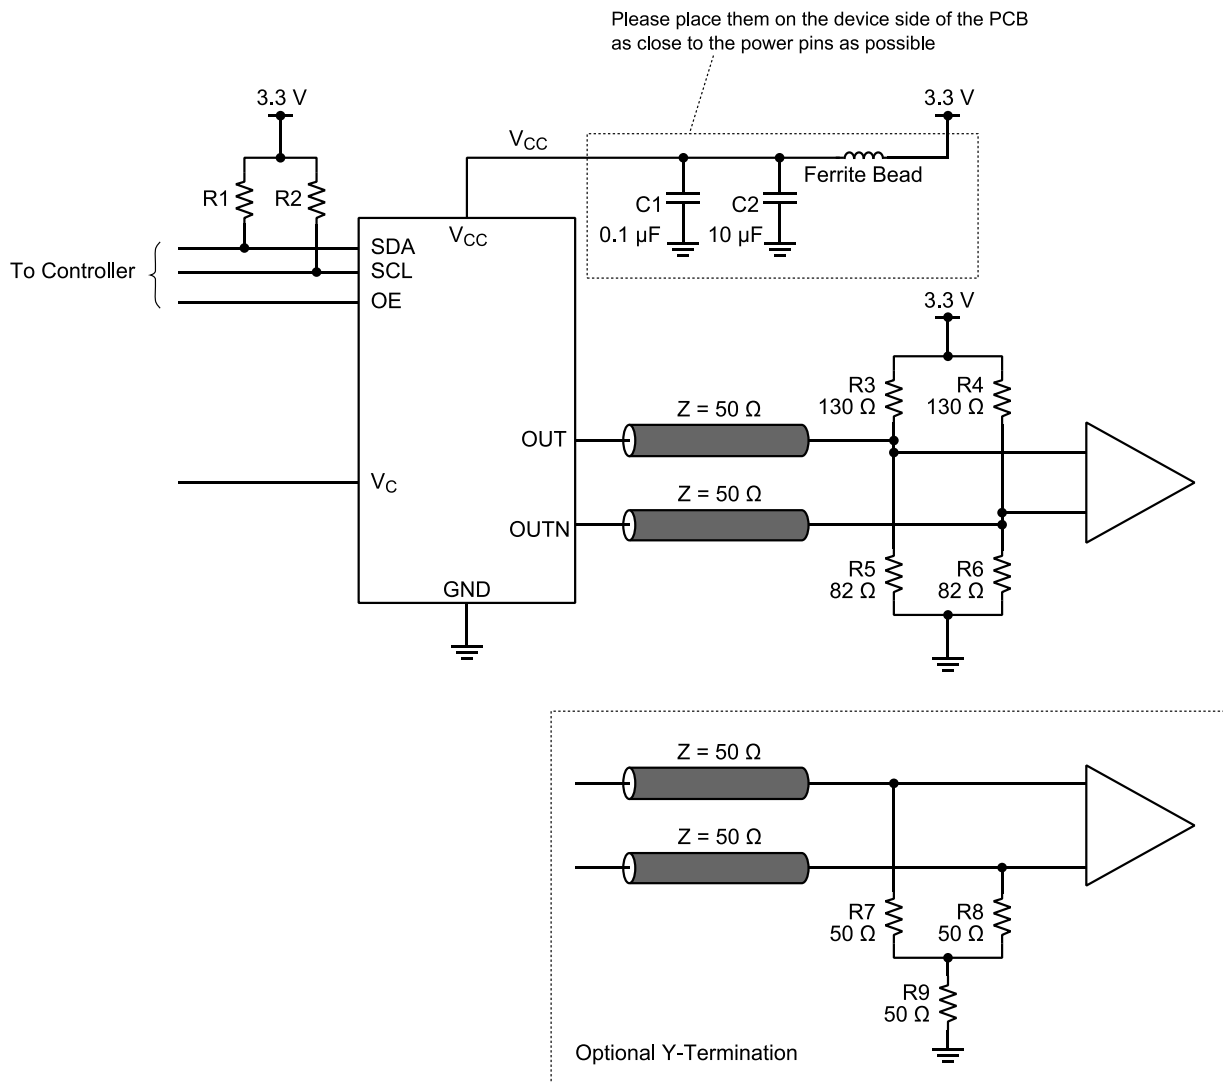 Please place them on the device side of the PCB
as close to the power pins as possible
3.3 V
3.3 V
V_CC
Ferrite Bead
R1
R2
C1
C2
0.1 µF
10 µF
V_CC
SDA
To Controller
SCL
OE
3.3 V
R3
130 Ω
R4
130 Ω
Z = 50 Ω
OUT
V_C
Z = 50 Ω
OUTN
R5
82 Ω
R6
82 Ω
GND
Z = 50 Ω
Z = 50 Ω
R7
50 Ω
R8
50 Ω
R9
50 Ω
Optional Y-Termination